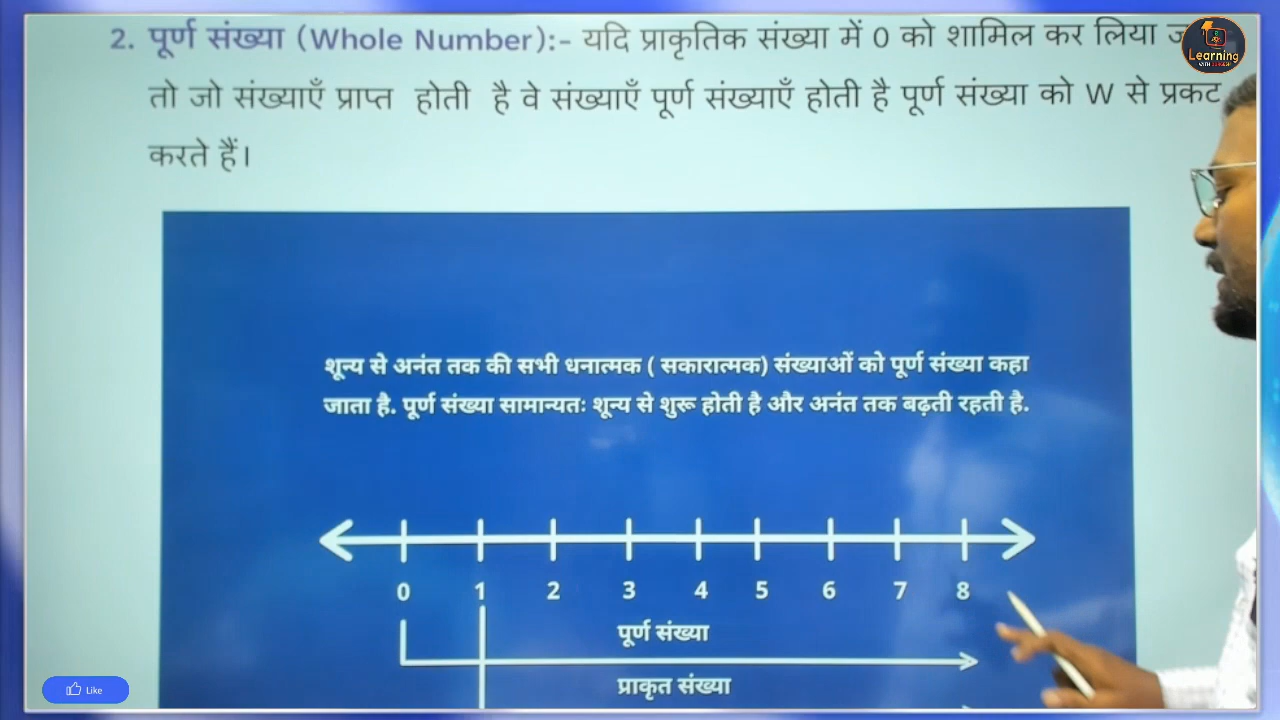 2. पूर्ण संख्या (Whole Number):- यदि प्राकृतिक संख्या में 0 को शामिल कर लिया
तो जो संख्याएँ प्राप्त होती है वे संख्याएँ पूर्ण संख्याएँ होती है पूर्ण संख्या को W से प्रकट
करते हैं।
Learning
शून्य से अनंत तक की सभी धनात्मक ( सकारात्मक) संख्याओं को पूर्ण संख्या कहा
जाता है. पूर्ण संख्या सामान्यतः शून्य से शुरू होती है और अनंत तक बढ़ती रहती है.
0 1 2 3 4 5 6 7 8
पूर्ण संख्या
प्राकृत संख्या
Like